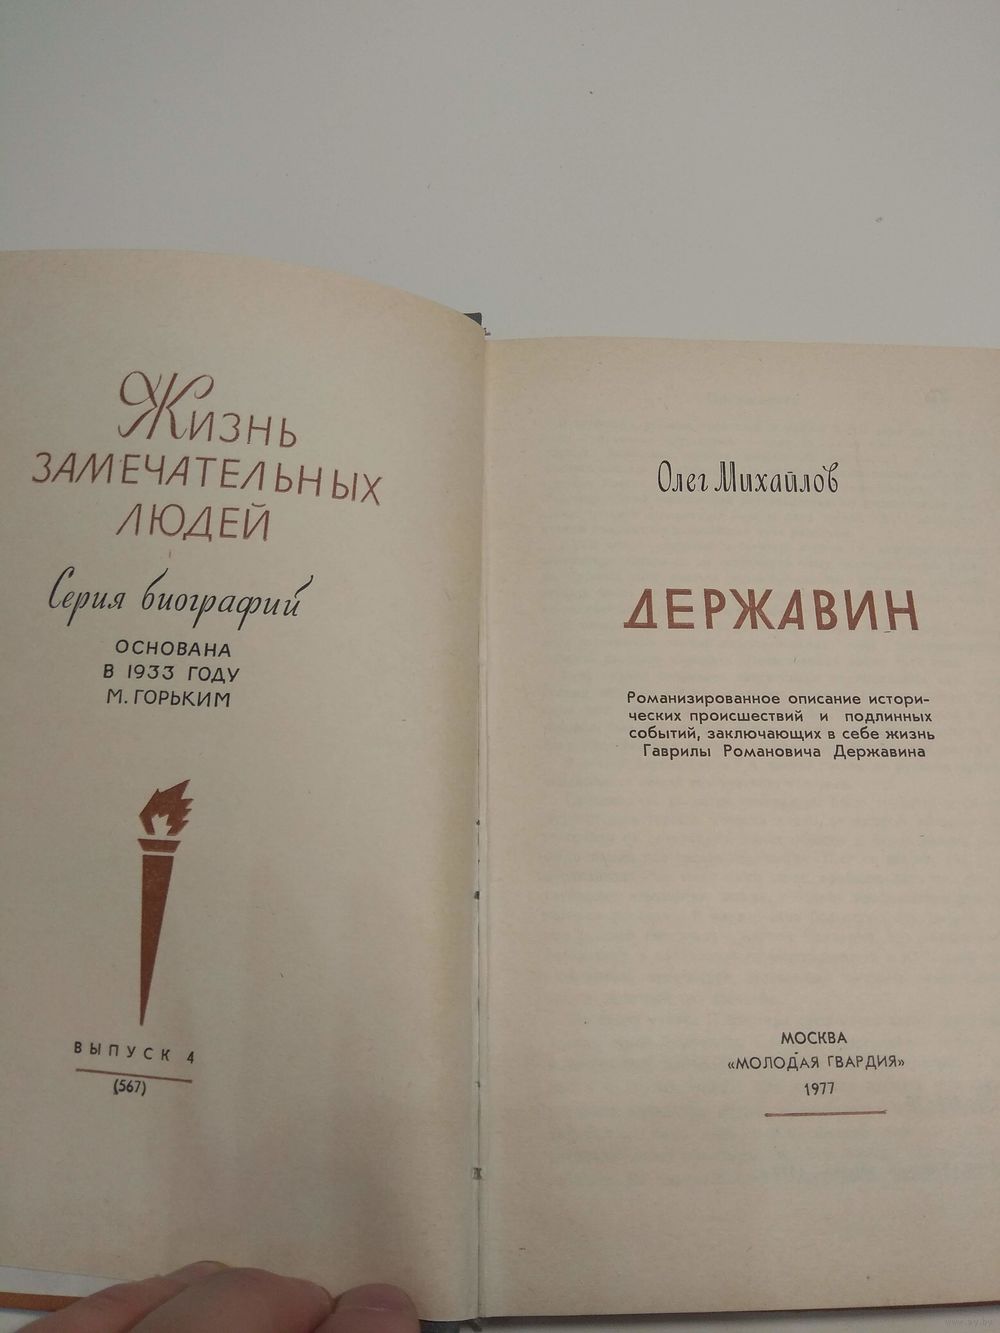 Жизнь
ЗАМЕЧАТЕЛЬНЫХ
ЛЮДЕЙ
Серия биографий
ОСНОВАНА
В 1933 ГОДУ
М. ГОРЬКИМ
ВЫПУСК 4
(567)
Олег Михайлов
ДЕРЖАВИН
Романизированное описание истори-
ческих происшествий и подлинных
событий, заключающих в себе жизнь
Гаврилы Романовича Державина
МОСКВА
«МОЛОДАЯ ГВАРДИЯ»
1977